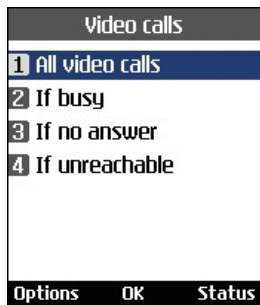 Video calls
1 All video calls
2 If busy
3 If no answer
4 If unreachable
Options OK Status